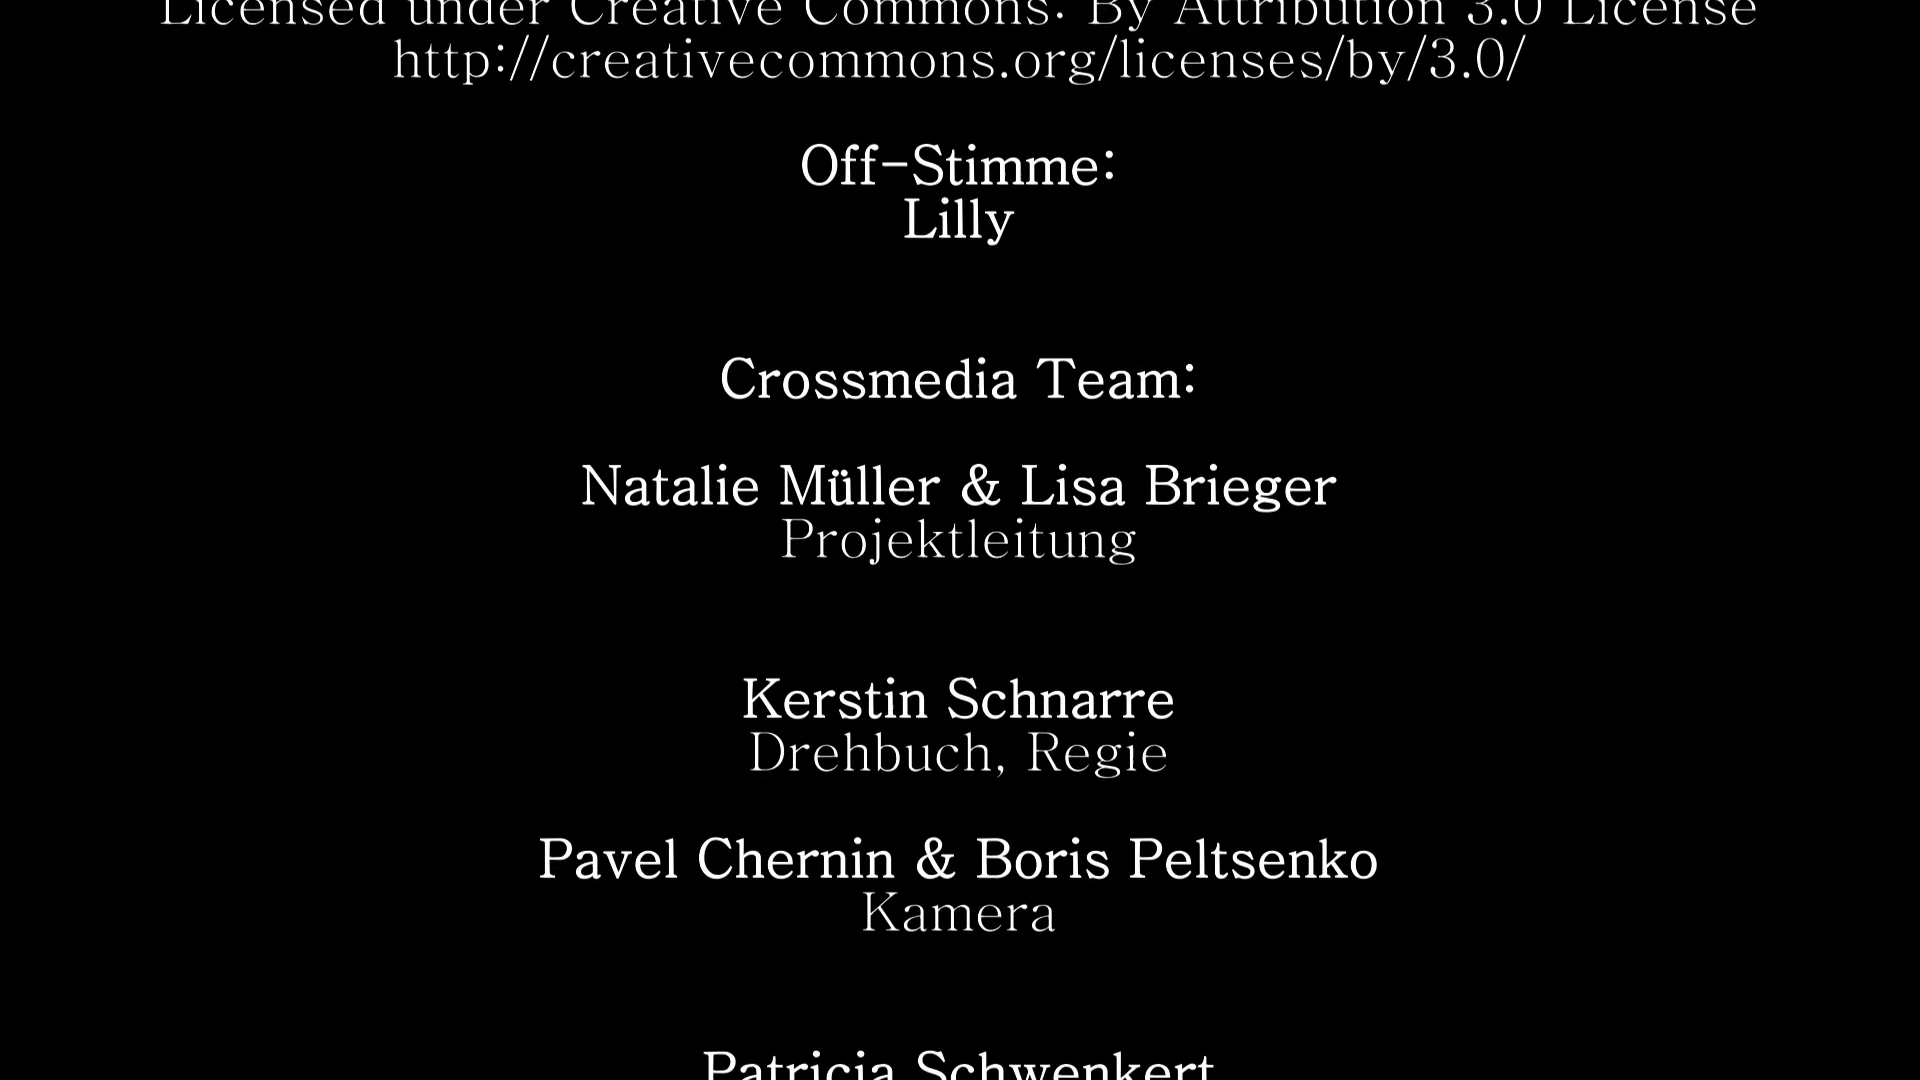 Licensed under Creative Commons: By Attribution 3.0 License
http://creativecommons.org/licenses/by/3.0/
Off-Stimme:
Lilly
Crossmedia Team:
Natalie Müller & Lisa Brieger
Projektleitung
Kerstin Schnarre
Drehbuch, Regie
Pavel Chernin & Boris Peltsenko
Kamera
Patricia Schwenkert